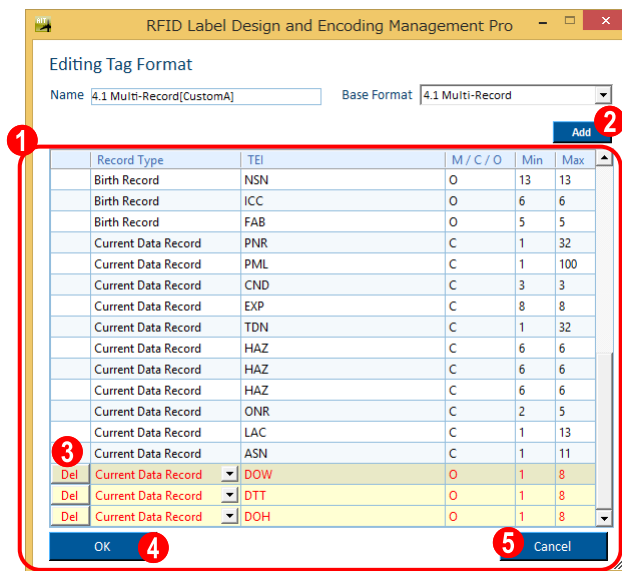 RFID Label Design and Encoding Management Pro
Editing Tag Format
Name 4.1 Multi-Record[CustomA] Base Format 4.1 Multi-Record
Add 2
1
Record Type TEI M / C / O Min Max
Birth Record NSN O 13 13
Birth Record ICC O 6 6
Birth Record FAB O 5 5
Current Data Record PNR C 1 32
Current Data Record PML C 1 100
Current Data Record CND C 3 3
Current Data Record EXP C 8 8
Current Data Record TDN C 1 32
Current Data Record HAZ C 6 6
Current Data Record HAZ C 6 6
Current Data Record HAZ C 6 6
Current Data Record ONR C 2 5
Current Data Record LAC C 1 13
3 Current Data Record ASN C 1 11
Del Current Data Record DOW O 1 8
Del Current Data Record DTT O 1 8
Del Current Data Record DOH O 1 8
OK 4 5 Cancel